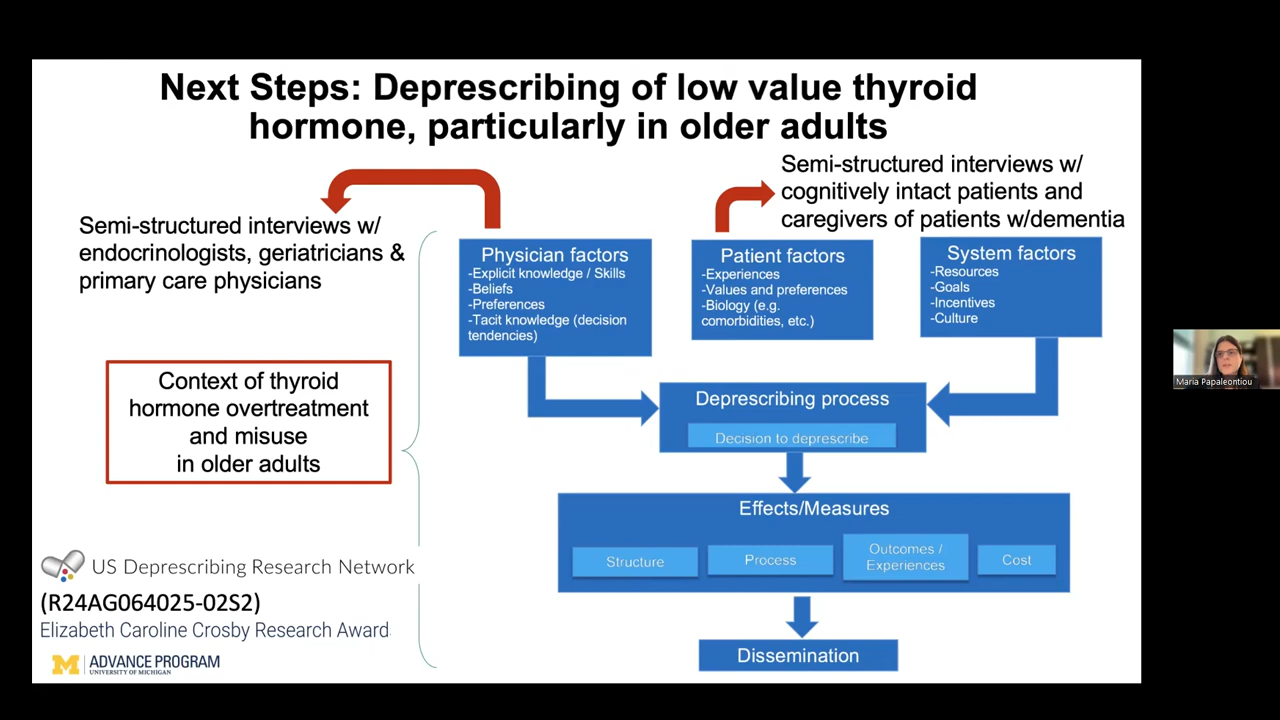 Next Steps: Deprescribing of low value thyroid
hormone, particularly in older adults
Semi-structured interviews w/
endocrinologists, geriatricians &
primary care physicians
Semi-structured interviews w/
cognitively intact patients and
caregivers of patients w/dementia
Physician factors
-Explicit knowledge / Skills
-Beliefs
-Preferences
-Tacit knowledge (decision
tendencies)
Patient factors
-Experiences
-Values and preferences
-Biology (e.g.
comorbidities, etc.)
System factors
-Resources
-Goals
-Incentives
-Culture
Context of thyroid
hormone overtreatment
and misuse
in older adults
Deprescribing process
Decision to deprescribe
Effects/Measures
Structure
Process
Outcomes /
Experiences
Cost
Dissemination
US Deprescribing Research Network
(R24AG064025-02S2)
Elizabeth Caroline Crosby Research Award
M
ADVANCE PROGRAM
UNIVERSITY OF MICHIGAN
Maria Papaleontiou